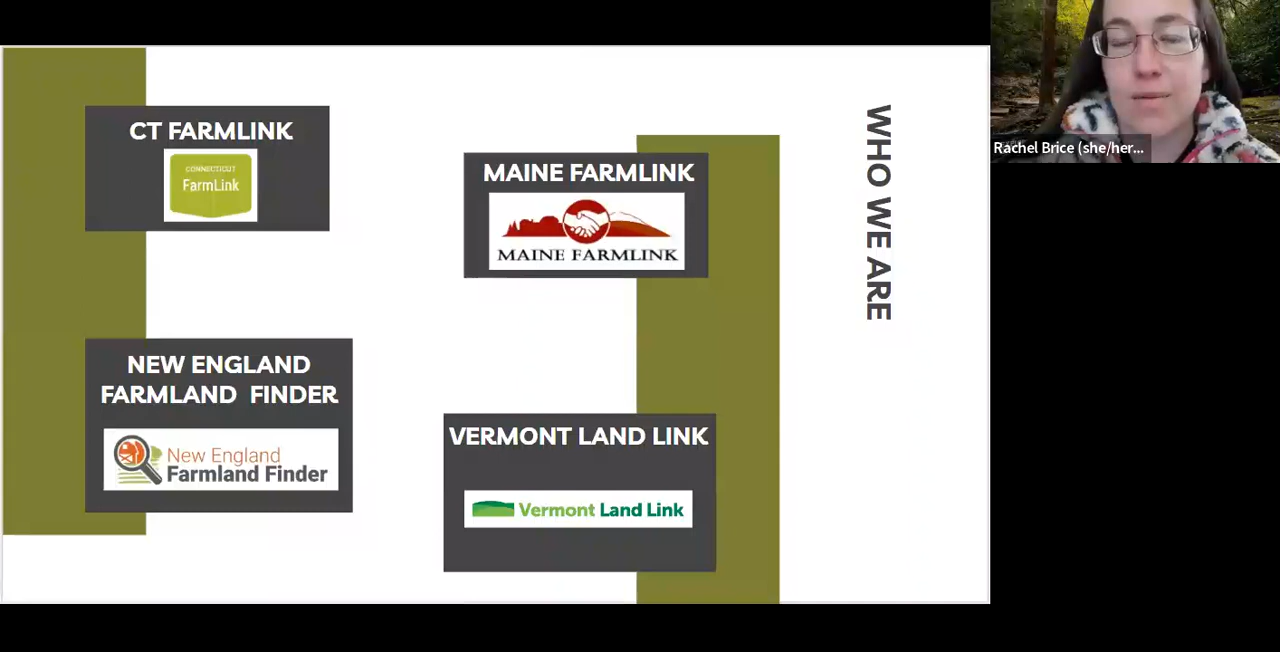 CT FARMLINK
CONNECTICUT
FarmLink
MAINE FARMLINK
MAINE FARMLINK
WHO WE ARE
NEW ENGLAND
FARMLAND FINDER
New England
Farmland Finder
VERMONT LAND LINK
Vermont Land Link
Rachel Brice (she/her...